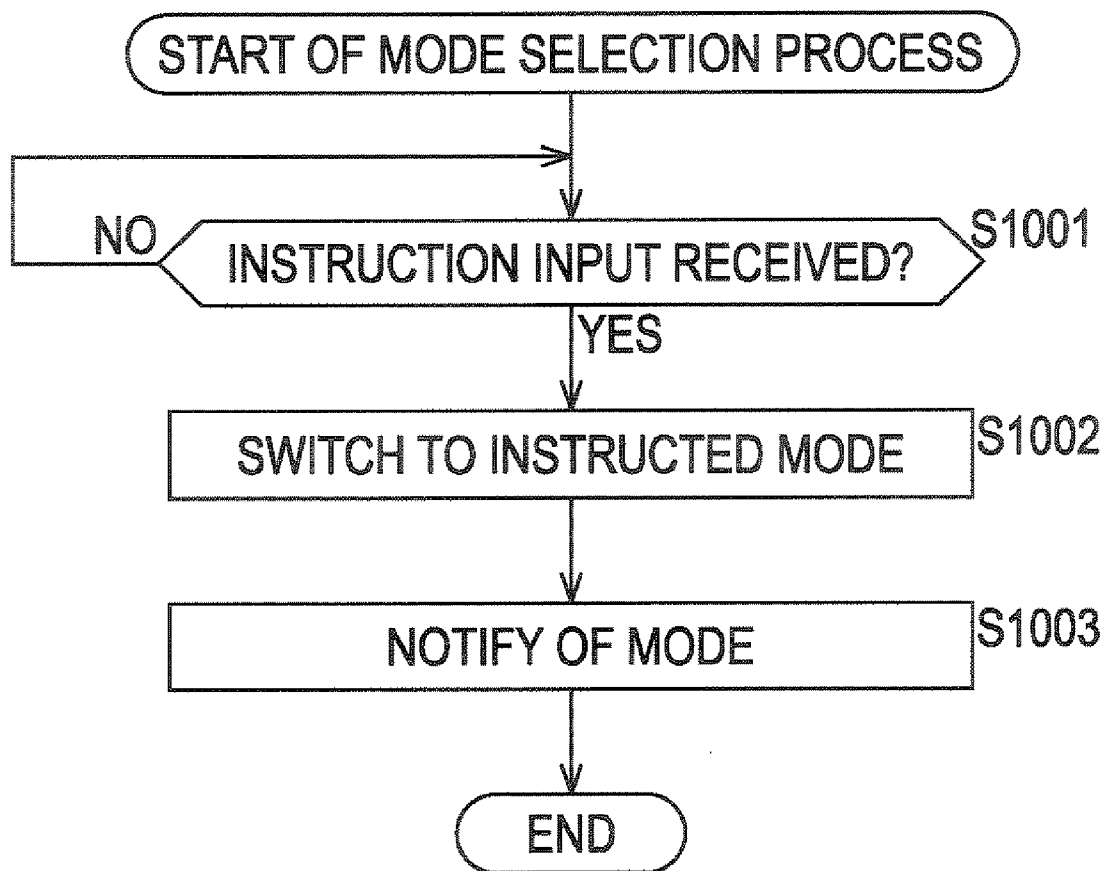 START OF MODE SELECTION PROCESS
NO
INSTRUCTION INPUT RECEIVED?
S1001
YES
SWITCH TO INSTRUCTED MODE
S1002
NOTIFY OF MODE
S1003
END